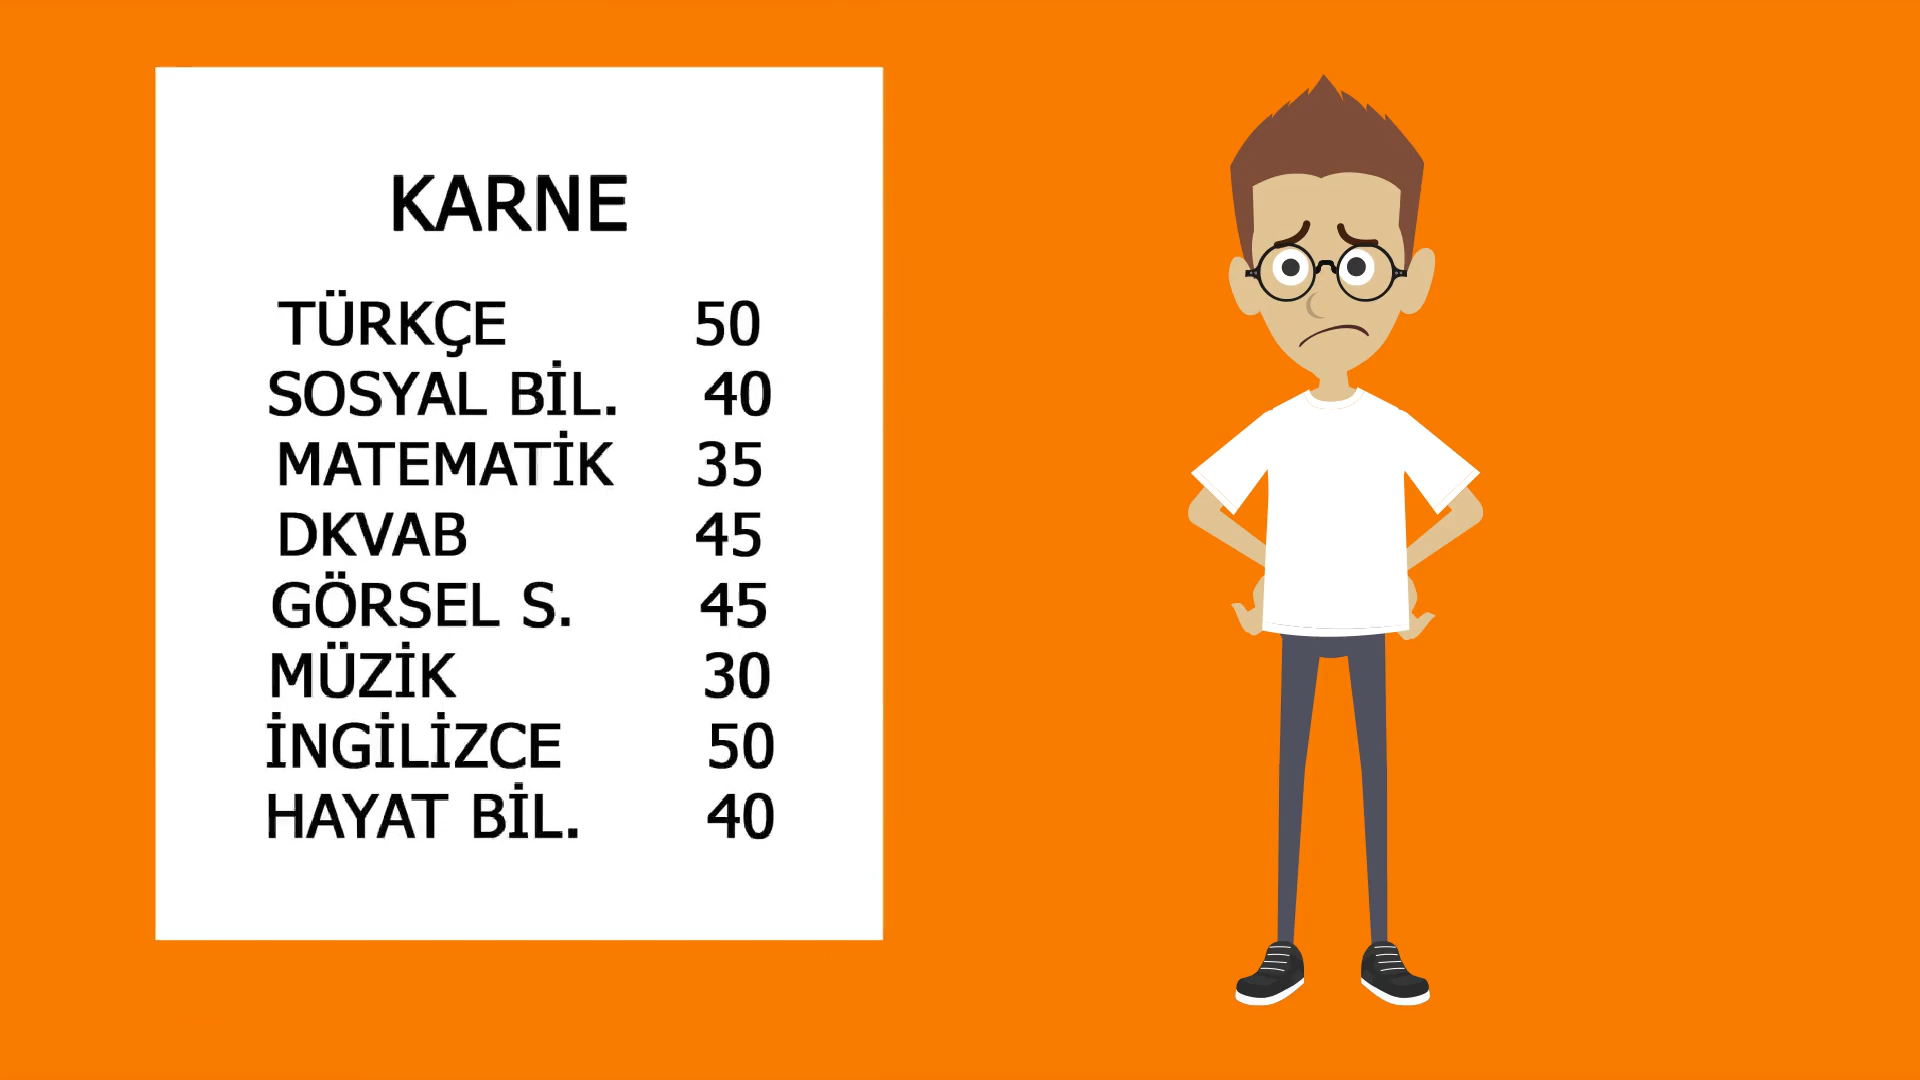 KARNE
TÜRKÇE 50
SOSYAL BİL. 40
MATEMATİK 35
DKVAB 45
GÖRSEL S. 45
MÜZİK 30
İNGİLİZCE 50
HAYAT BİL. 40